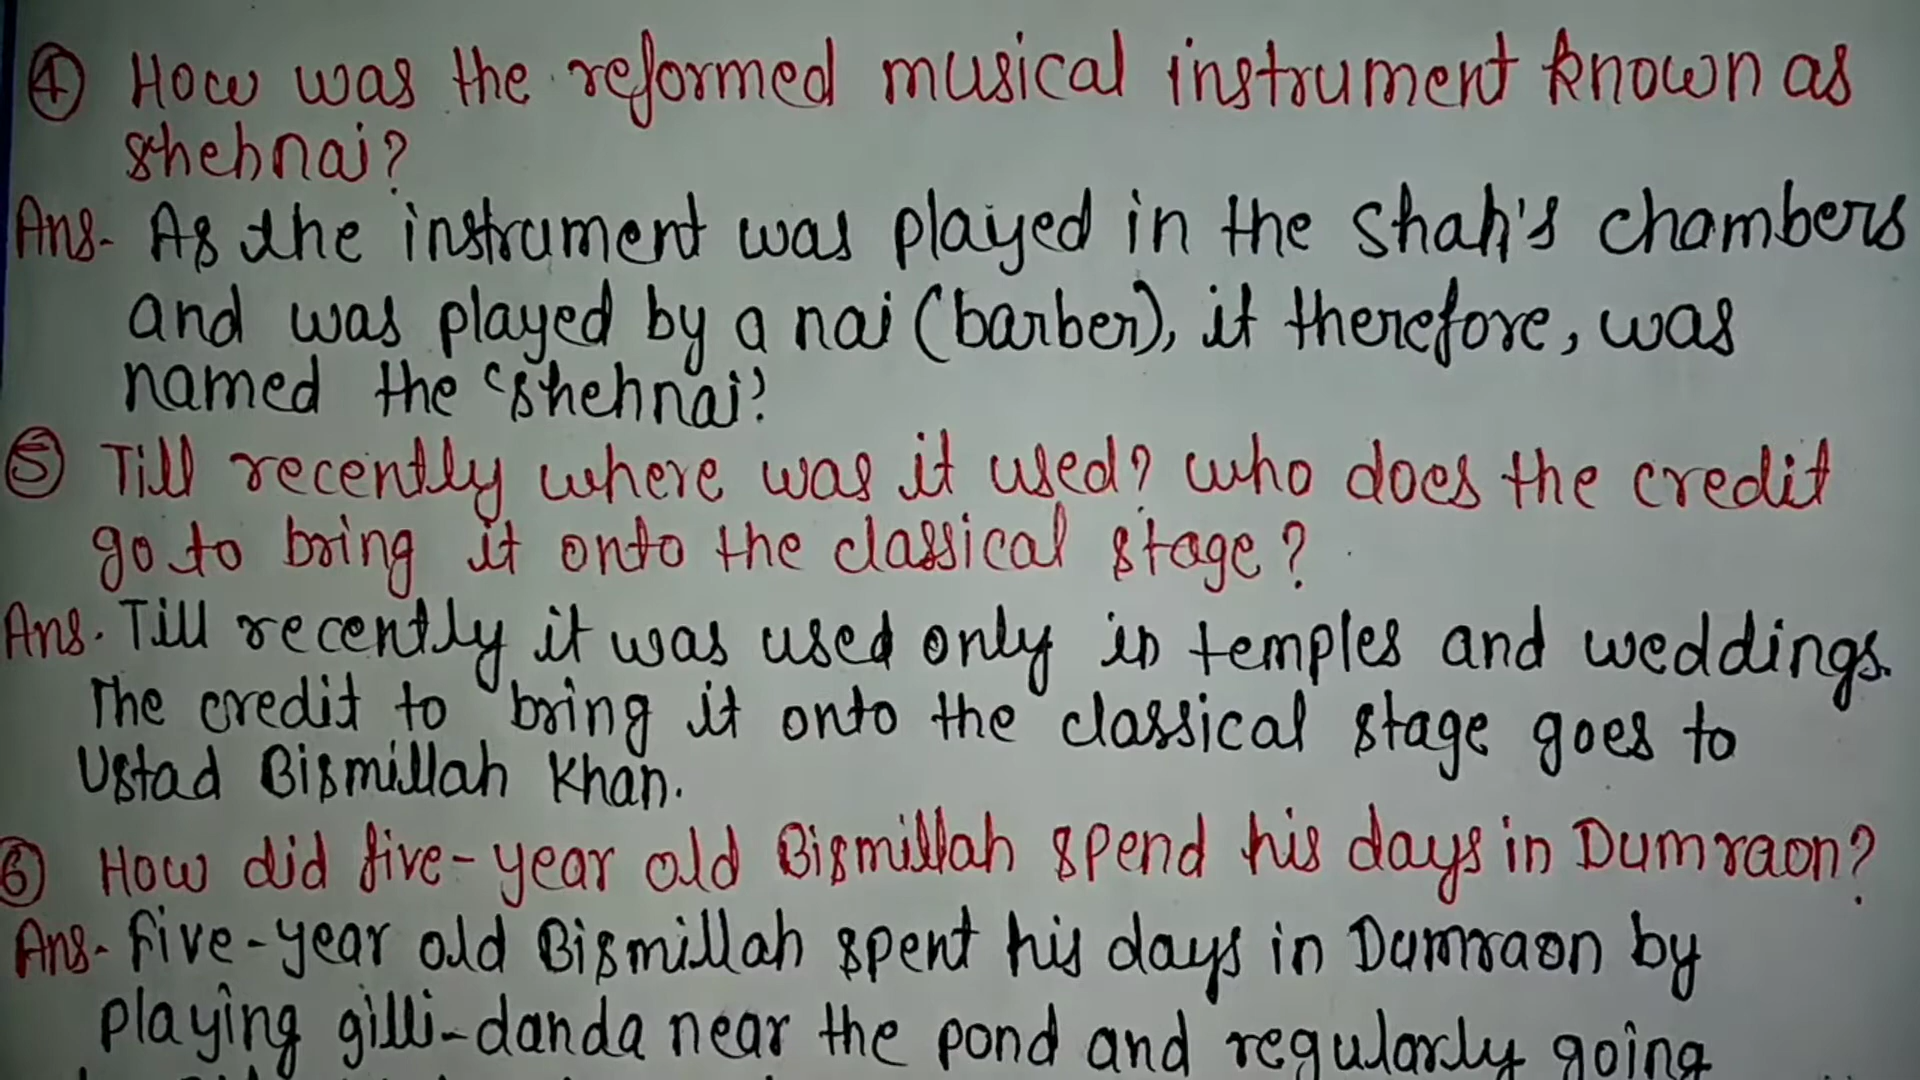 4 How was the reformed musical instrument known as
shehnai?
Ans- As the instrument was played in the Shah's chambers
and was played by a nai (barber), it therefore, was
named the 'shehnai'.
5 Till recently where was it used? who does the credit
go to bring it onto the classical stage?
Ans. Till recently it was used only in temples and weddings.
The credit to bring it onto the classical stage goes to
Ustad Bismillah Khan.
6 How did five-year old Bismillah spend his days in Dumraon?
Ans- Five-year old Bismillah spent his days in Dumraon by
playing gilli-danda near the pond and regularly going